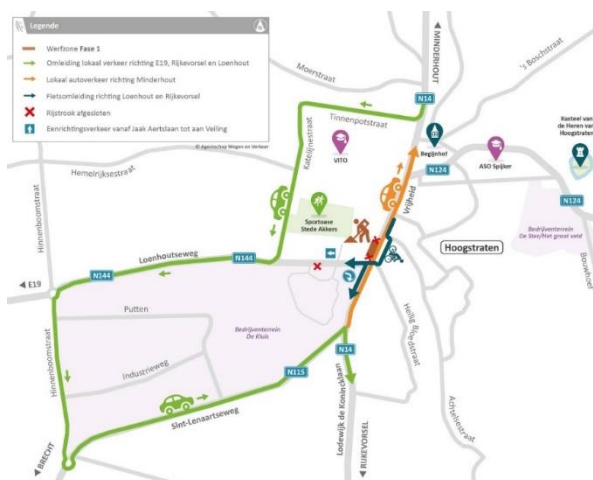 Legende
Werfzone Fase 1
Omleiding lokaal verkeer richting E19, Rijkevorsel en Loenhout
Lokaal autoverkeer richting Minderhout
Fietsomleiding richting Loenhout en Rijkevorsel
Rijstrook afgesloten
Eenrichtingsverkeer vanaf Jaak Aertslaan tot aan Veiling
© Agentschap Wegen en Verkeer
MINDERHOUT
's Boschstraat
Moerstraat
N14
Tinnenpotstraat
Katelijnestraat
VITO
Begijnhof
ASO Spijker
Kasteel van
de Heren van
Hoogstraten
N124
N124
Hemelrijksestraat
Hinnenboomstraat
Vrijheid
Sportoase
Stede Akkers
Bedrijventerrein
De Stey/Het groot veld
Bouwhoef
Hoogstraten
Loenhoutseweg
N144
N144
E19
Putten
Bedrijventerrein
De Kluis
Heilig Bloedstraat
Hinnenboomstraat
Industrieweg
N14
N115
Achtelsestraat
Sint-Lenaartseweg
Lodewijk de Konincklaan
BRECHT
RIJKEVORSEL